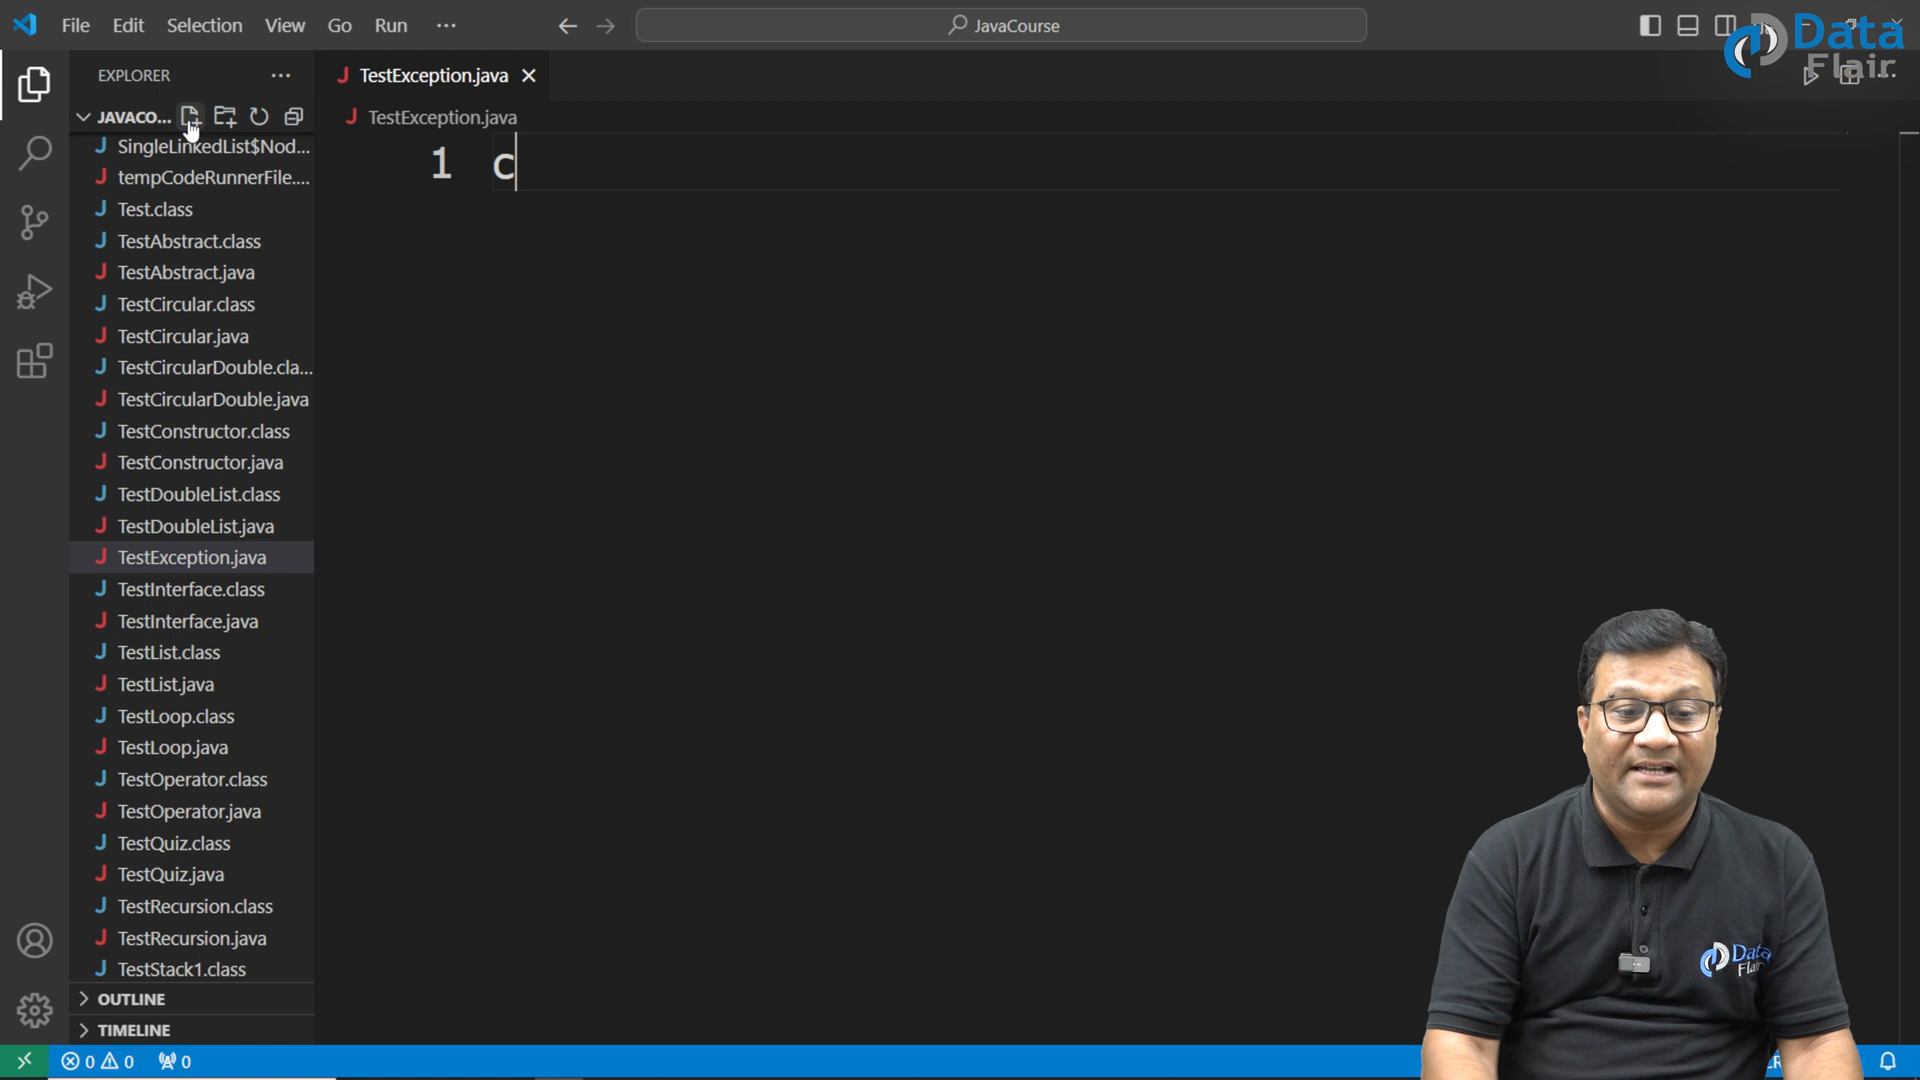 File Edit Selection View Go Run ···
JavaCourse
Data
Flair
EXPLORER ···
TestException.java
JAVACO...
TestException.java
1 c
SingleLinkedList$Nod...
tempCodeRunnerFile....
Test.class
TestAbstract.class
TestAbstract.java
TestCircular.class
TestCircular.java
TestCircularDouble.cla...
TestCircularDouble.java
TestConstructor.class
TestConstructor.java
TestDoubleList.class
TestDoubleList.java
TestException.java
TestInterface.class
TestInterface.java
TestList.class
TestList.java
TestLoop.class
TestLoop.java
TestOperator.class
TestOperator.java
TestQuiz.class
TestQuiz.java
TestRecursion.class
TestRecursion.java
TestStack1.class
OUTLINE
TIMELINE
0 0 0
Data
Flair